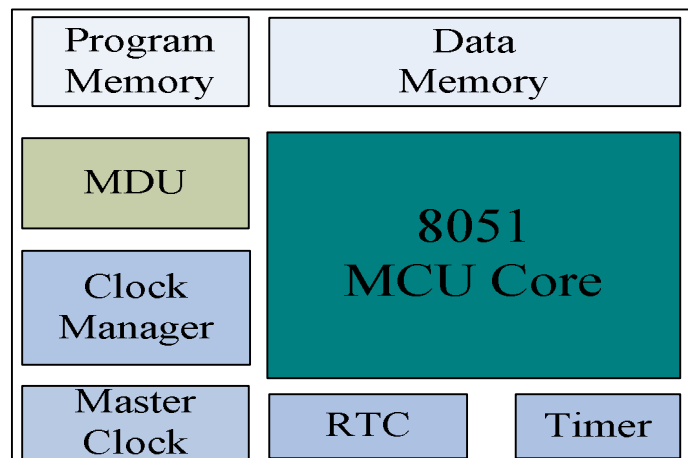 Program
Memory
Data
Memory
MDU
8051
MCU Core
Clock
Manager
Master
Clock
RTC
Timer